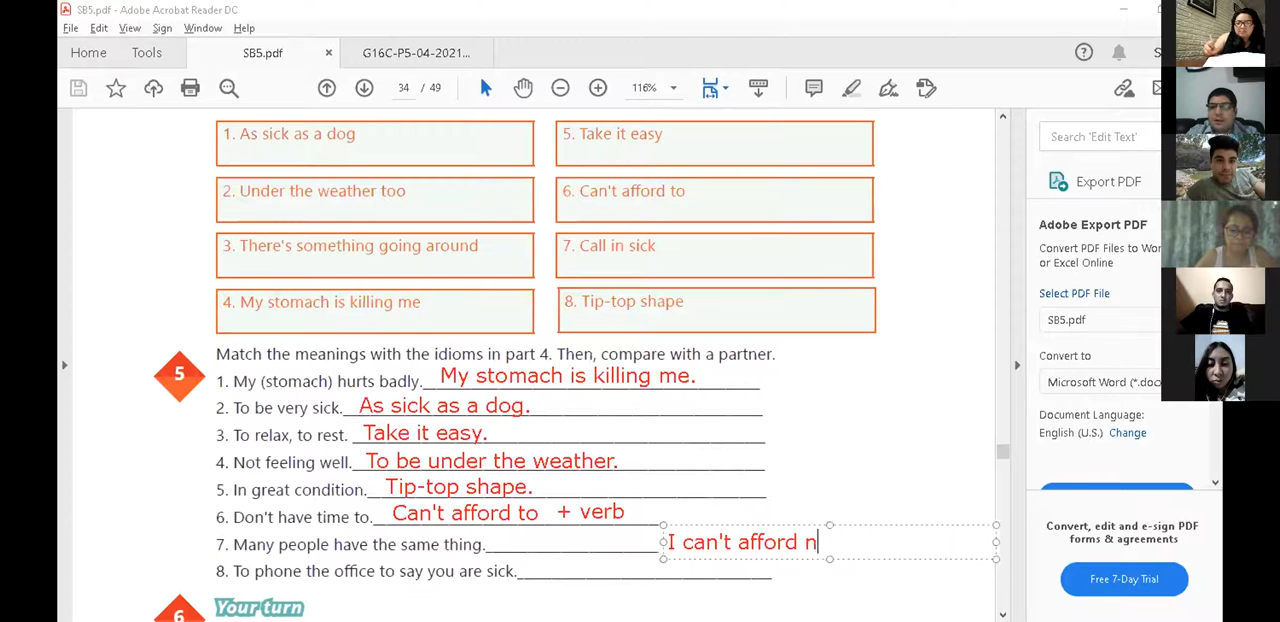 SB5.pdf - Adobe Acrobat Reader DC
File Edit View Sign Window Help
Home Tools SB5.pdf × G16C-P5-04-2021...
34 / 49 116%
1. As sick as a dog
5. Take it easy
2. Under the weather too
6. Can't afford to
3. There's something going around
7. Call in sick
4. My stomach is killing me
8. Tip-top shape
5 Match the meanings with the idioms in part 4. Then, compare with a partner.
1. My (stomach) hurts badly. My stomach is killing me.
2. To be very sick. As sick as a dog.
3. To relax, to rest. Take it easy.
4. Not feeling well. To be under the weather.
5. In great condition. Tip-top shape.
6. Don't have time to. Can't afford to + verb
7. Many people have the same thing. I can't afford n
8. To phone the office to say you are sick.
6 Your turn
Search 'Edit Text'
Export PDF
Adobe Export PDF
Convert PDF Files to Wor
or Excel Online
Select PDF File
SB5.pdf
Convert to
Microsoft Word (*.docx
Document Language:
English (U.S.) Change
Convert, edit and e-sign PDF
forms & agreements
Free 7-Day Trial